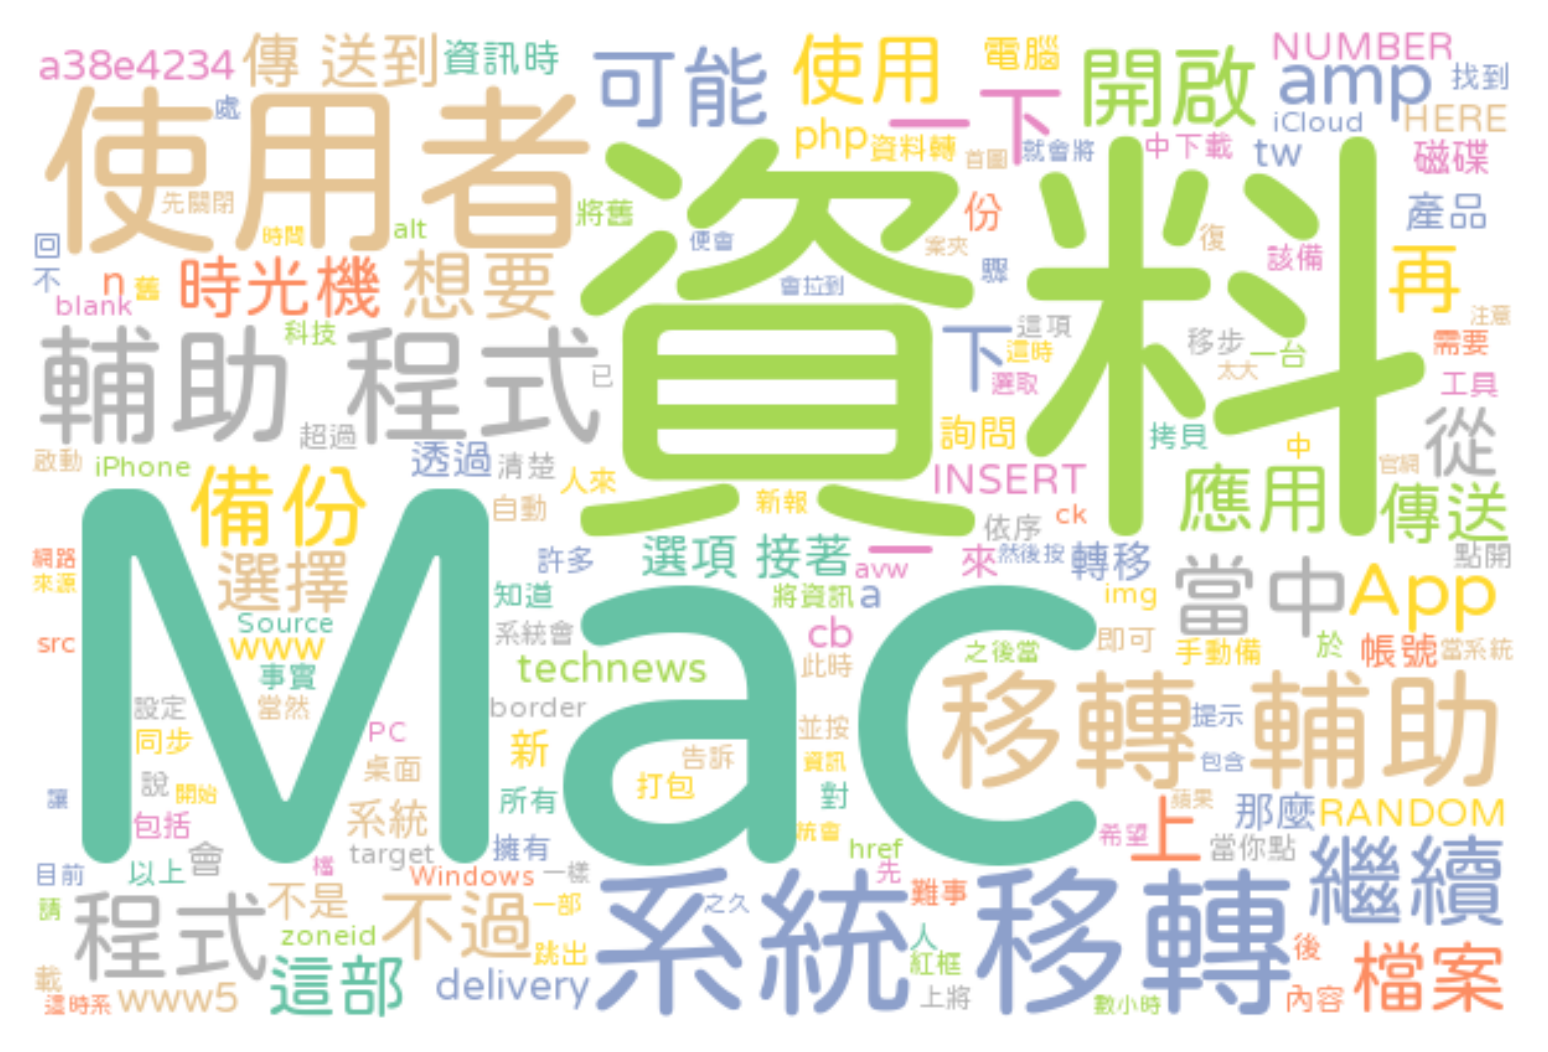 a38e4234
傳 送到
資訊時
可能
使用
電腦
開啟
NUMBER
amp
找到
使用者
處
php
資料轉
一下
首圖
就會將
iCloud
HERE
中下載
tw
磁碟
先關閉
時間
alt
將舊
資料
份
復
產品
回
不
n
舊
時光機
想要
便會
會拉到
案夾
驟
該備
再
blank
科技
注意
輔助 程式
已
下
這項
這時
選取
移步
一台
太大
需要
工具
超過
詢問
拷貝
中
從
啟動
iPhone
透過
清楚
人來
INSERT
官網
備份
自動
新報
依序
ck
應用
傳送
網路
來源
選擇
許多
選項 接著
一
avw
來
然後按
轉移
點開
Mac
知道
將資訊
a
img
當中
App
src
Source
www
系統會
cb
之後當
即可
手動備
於
帳號
當系統
事實
technews
此時
設定
當然
border
移轉 輔助
提示
同步
PC
新
並按
包含
桌面
告訴
資訊
說
開始
打包
讓
所有
對
蘋果
包括
系統
統會
上
那麼
RANDOM
希望
target
擁有
href
當你點
目前
以上
會
檔
Windows
一樣
先
難事
繼續
請
程式
不是
不過
一部
系統 移轉
之久
zoneid
跳出
人
紅框
後
載
這時系
www5
這部
delivery
上將
數小時
內容
檔案